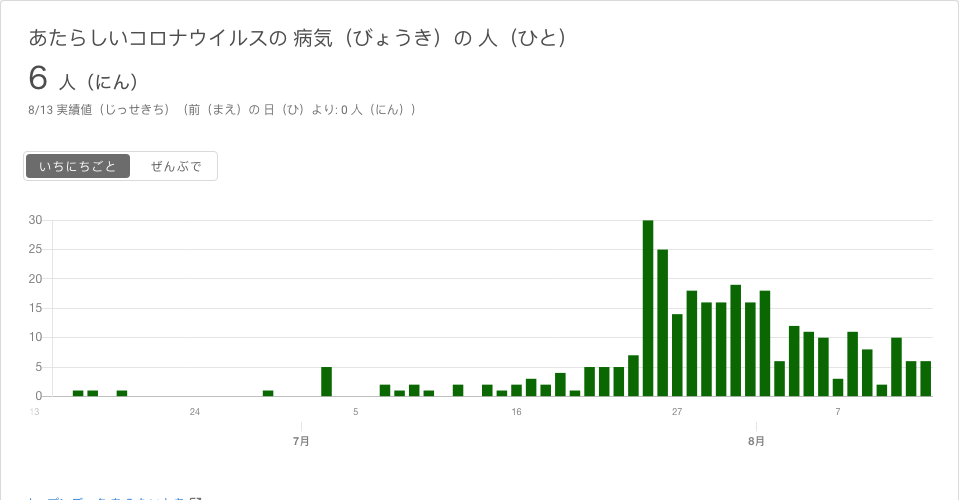 あたらしいコロナウイルスの 病気（びょうき）の 人（ひと）
6 人（にん）
8/13 実績値（じっせきち）（前（まえ）の 日（ひ）より: 0 人（にん））
いちにちごと ぜんぶで
30
25
20
15
10
5
0
13 24 5 16 27 7
7月 8月